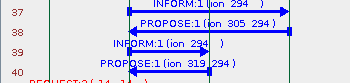 37 INFORM:1 (ion 294 )
38 PROPOSE:1 (ion 305 294)
39 INFORM:1 (ion 294 )
40 PROPOSE:1 (ion 319 294)